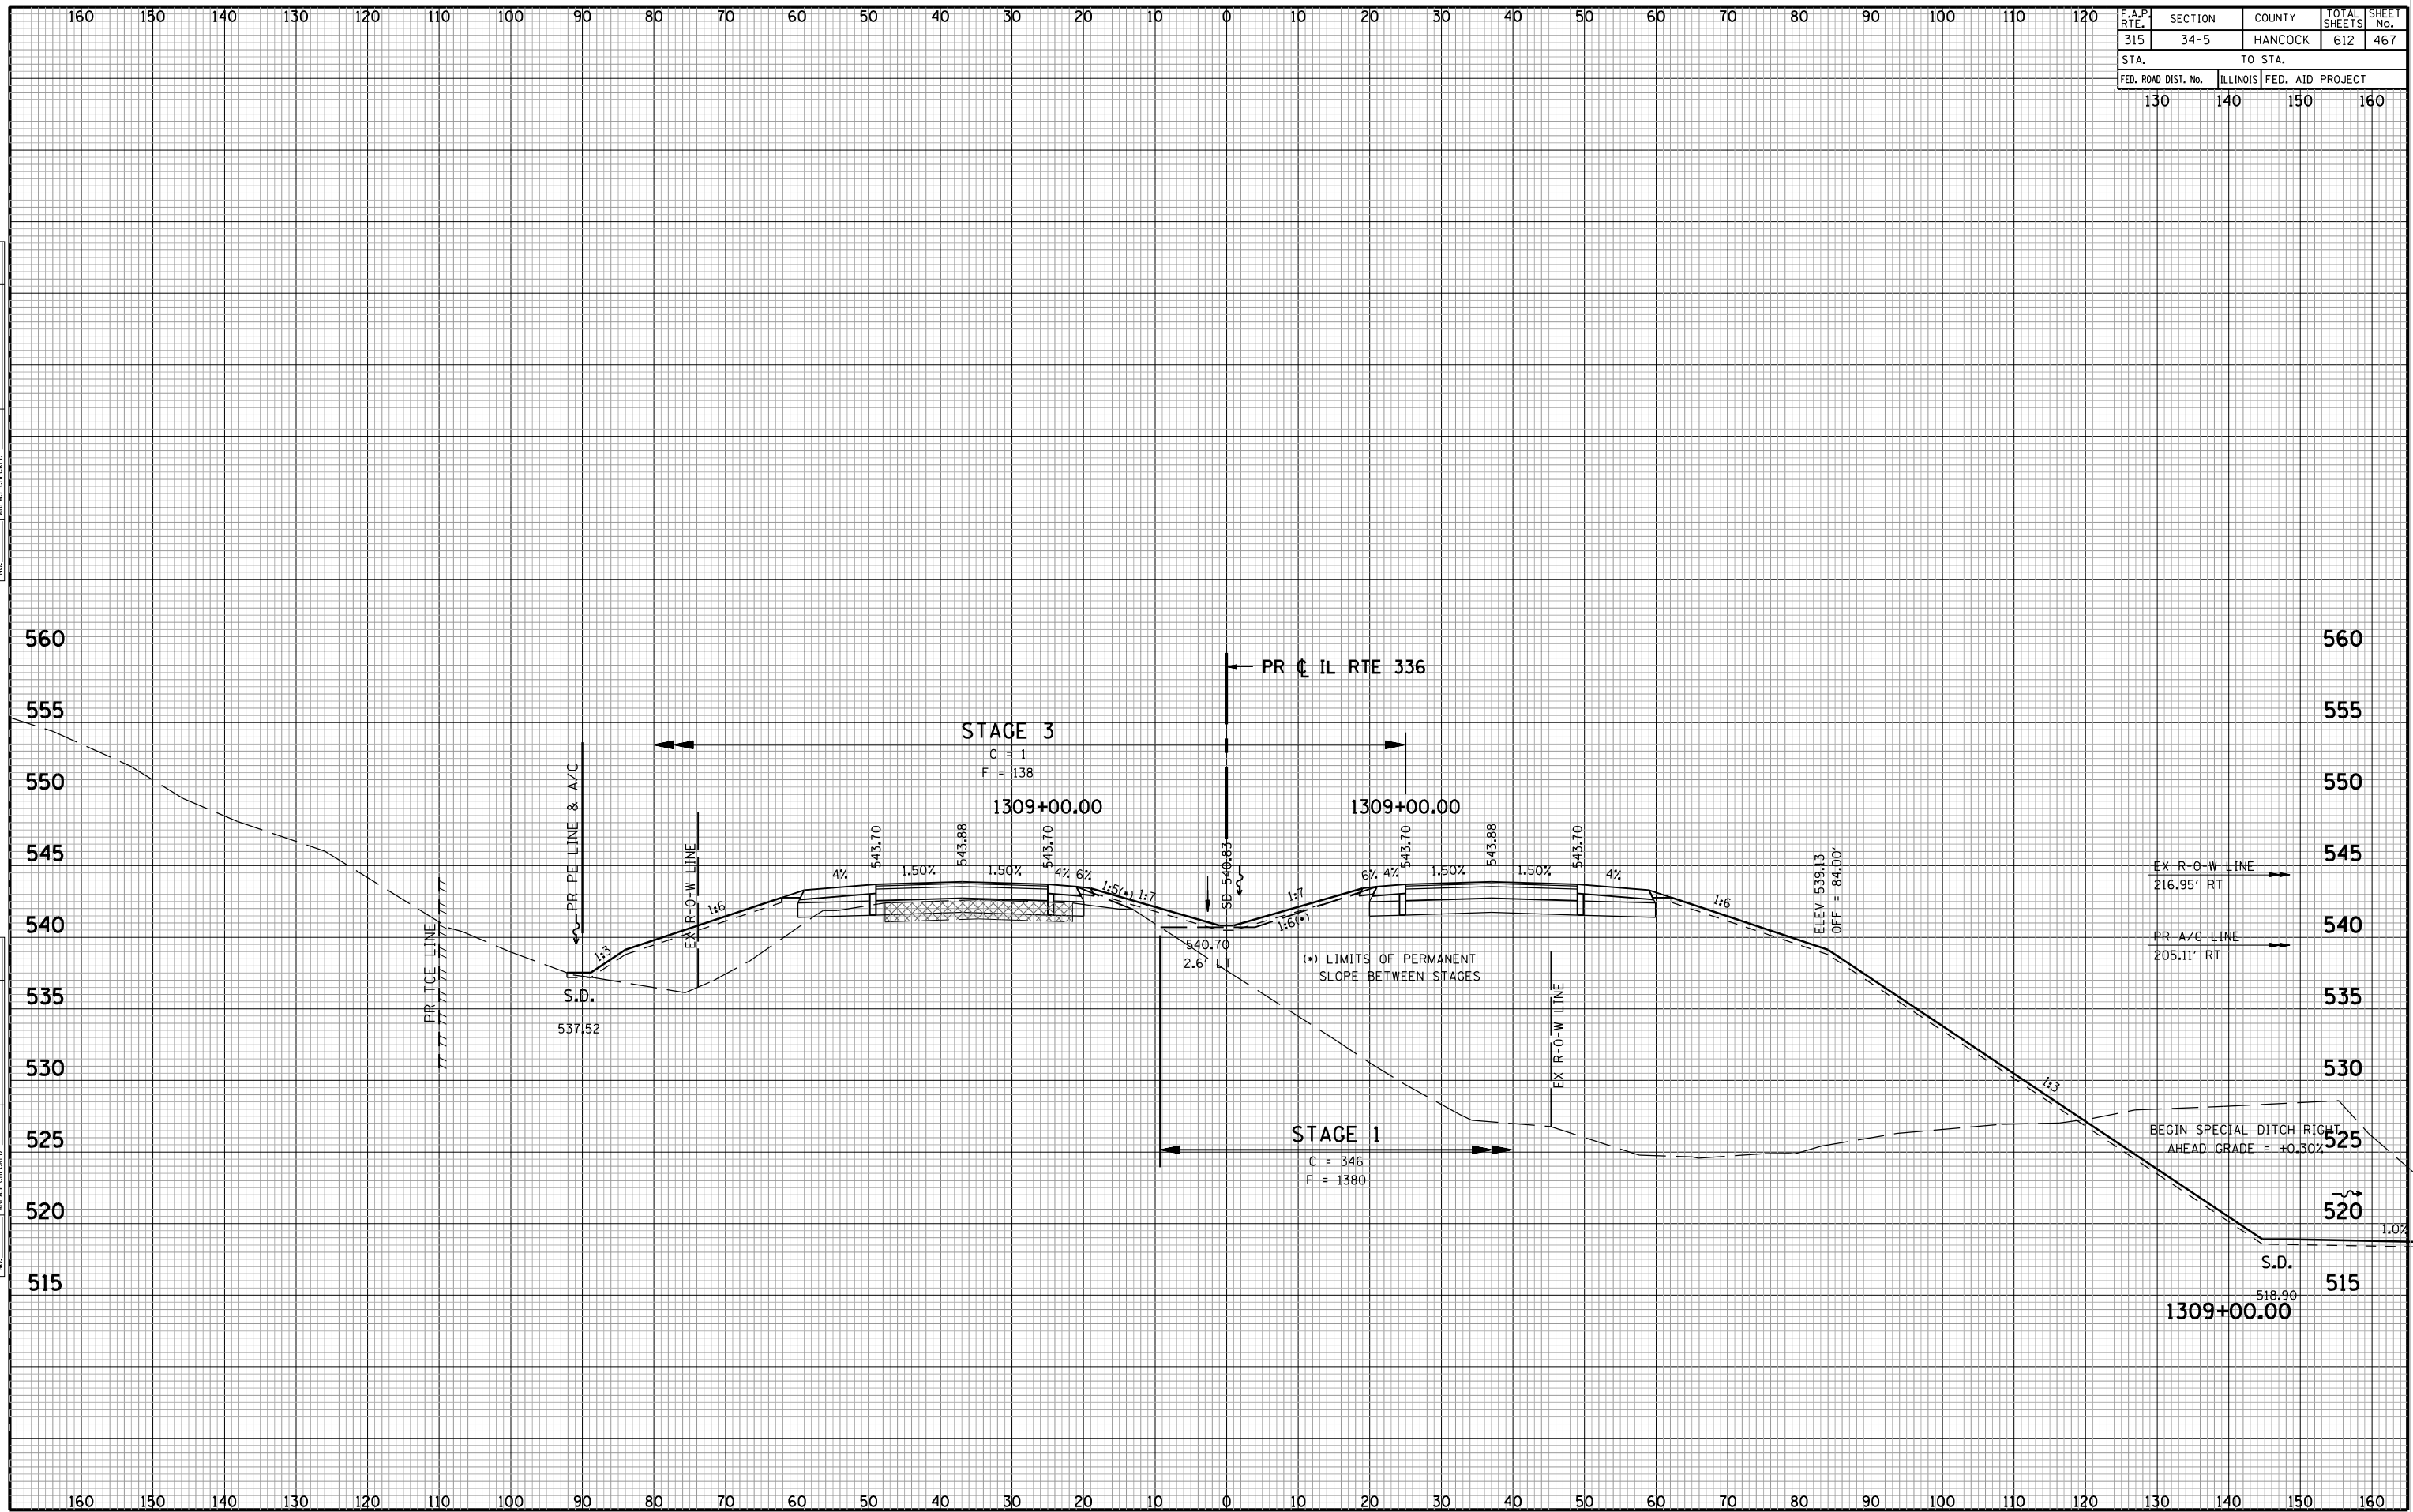 160 150 140 130 120 110 100 90 80 70 60 50 40 30 20 10 0 10 20 30 40 50 60 70 80 90 100 110 120
F.A.P. RTE. SECTION COUNTY TOTAL SHEETS SHEET No.
315 34-5 HANCOCK 612 467
STA. TO STA.
FED. ROAD DIST. No. ILLINOIS FED. AID PROJECT
130 140 150 160
560 560
PR ℄ IL RTE 336
555 555
STAGE 3
C = 1
F = 138
550 550
1309+00.00 1309+00.00
PR PE LINE & A/C
EX R-O-W LINE
543.70 543.88 543.70
SD 540.83
543.70 543.88 543.70
ELEV 539.13
OFF = 84.00'
545 545
4% 1.50% 1.50% 4% 6% 6% 4% 1.50% 1.50% 4%
EX R-O-W LINE
216.95' RT
1:3 1:6 1:5(*) 1:7 1:7 1:6(*) 1:6
540 540
540.70
2.6' LT
PR A/C LINE
205.11' RT
(*) LIMITS OF PERMANENT
SLOPE BETWEEN STAGES
PR TCE LINE
S.D.
537.52
535 535
EX R-O-W LINE
530 530
1:3
STAGE 1
C = 346
F = 1380
525 525
BEGIN SPECIAL DITCH RIGHT
AHEAD GRADE = +0.30%
520 520
1.0%
S.D.
518.90
515 515
1309+00.00
160 150 140 130 120 110 100 90 80 70 60 50 40 30 20 10 0 10 20 30 40 50 60 70 80 90 100 110 120 130 140 150 160